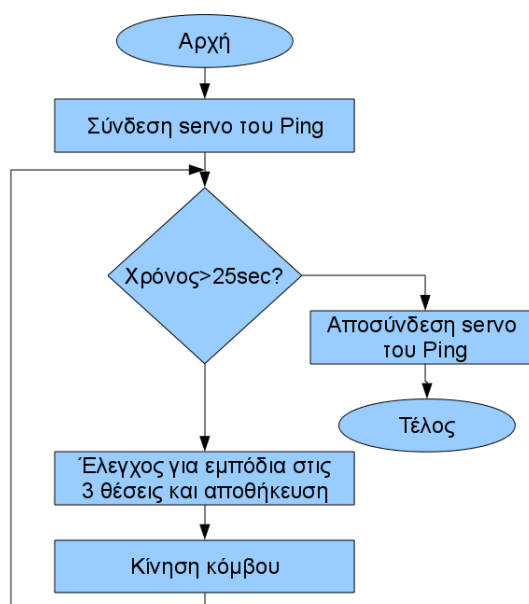 Αρχή
Σύνδεση servo του Ping
Χρόνος>25sec?
Αποσύνδεση servo
του Ping
Τέλος
Έλεγχος για εμπόδια στις
3 θέσεις και αποθήκευση
Κίνηση κόμβου